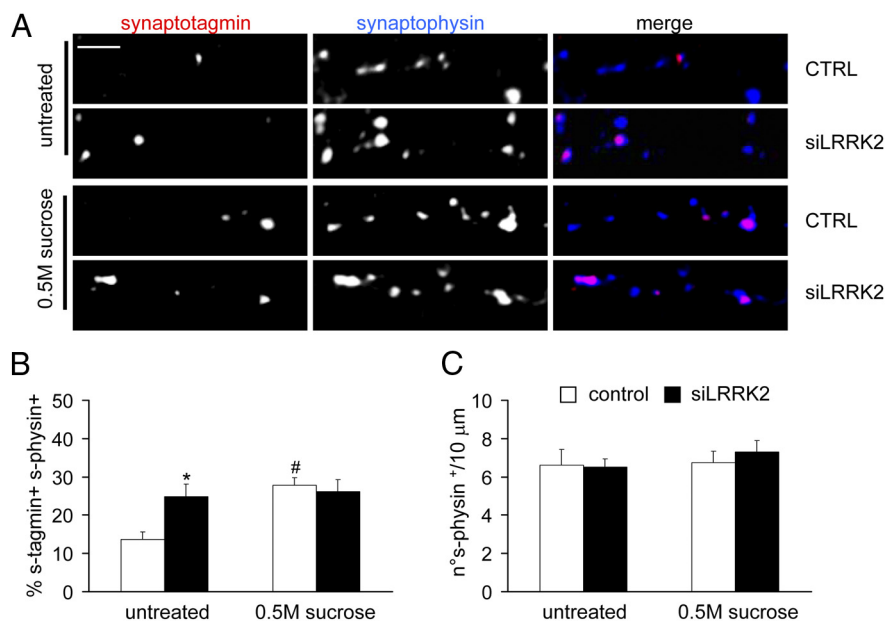 A
synaptotagmin synaptophysin merge
untreated
CTRL
siLRRK2
0.5M sucrose
CTRL
siLRRK2
B
% s-tagmin+ s-physin+
50
40
30
20
10
0
*
#
untreated 0.5M sucrose
C
control siLRRK2
n°s-physin +/10 μm
10
8
6
4
2
0
untreated 0.5M sucrose